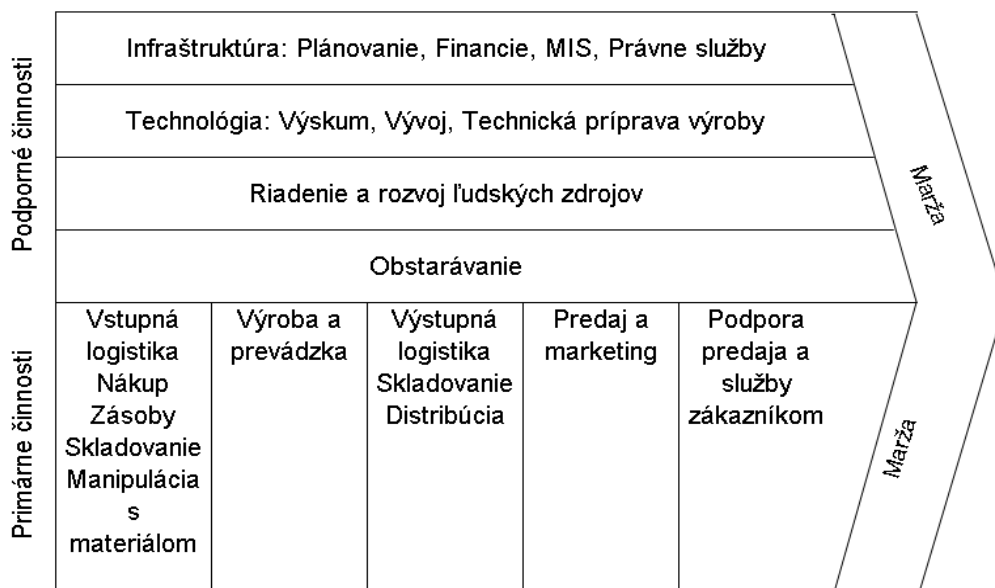 Podporné činnosti
Infraštruktúra: Plánovanie, Financie, MIS, Právne služby
Technológia: Výskum, Vývoj, Technická príprava výroby
Riadenie a rozvoj ľudských zdrojov
Obstarávanie
Marža
Primárne činnosti
Vstupná
logistika
Nákup
Zásoby
Skladovanie
Manipulácia
s
materiálom
Výroba a
prevádzka
Výstupná
logistika
Skladovanie
Distribúcia
Predaj a
marketing
Podpora
predaja a
služby
zákazníkom
Marža